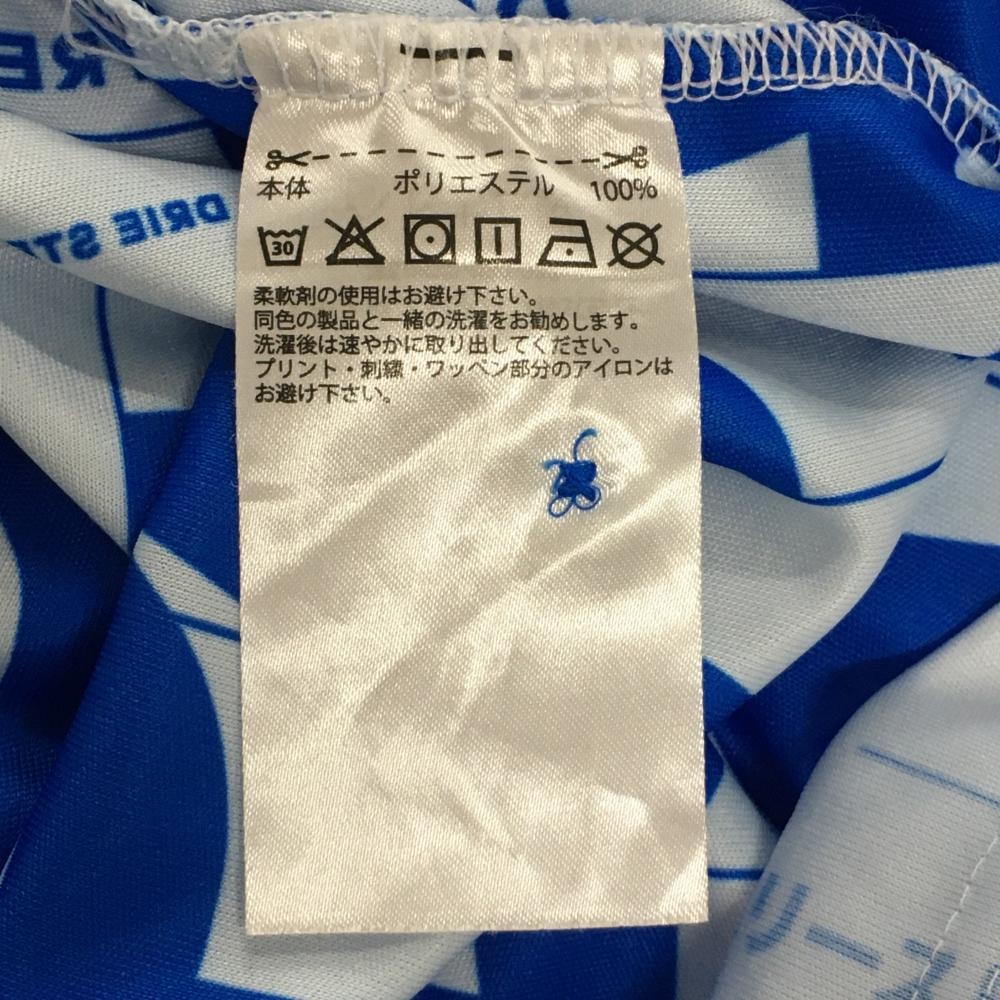 本体 ポリエステル 100%
30
柔軟剤の使用はお避け下さい。
同色の製品と一緒の洗濯をお勧めします。
洗濯後は速やかに取り出してください。
プリント・刺繍・ワッペン部分のアイロンは
お避け下さい。
DRIE ST
リース